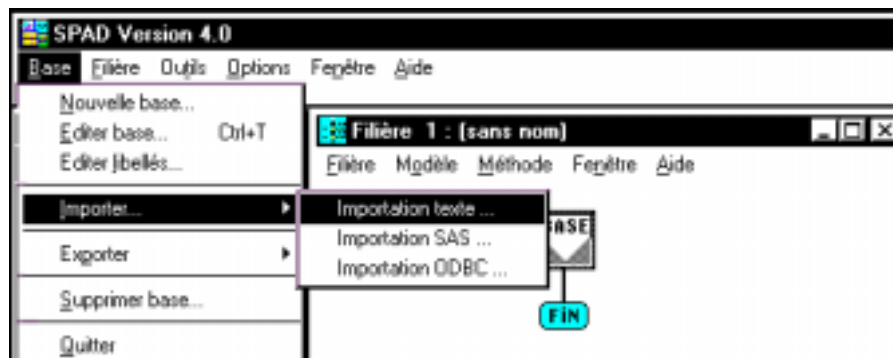 SPAD Version 4.0
Base Filière Outils Options Fenêtre Aide
Nouvelle base...
Editer base... Ctrl+T
Editer libellés...
Importer...
Exporter
Supprimer base...
Quitter
Filière 1 : (sans nom)
Filière Modèle Méthode Fenêtre Aide
Importation texte ...
Importation SAS ...
Importation ODBC ...
BASE
FiN